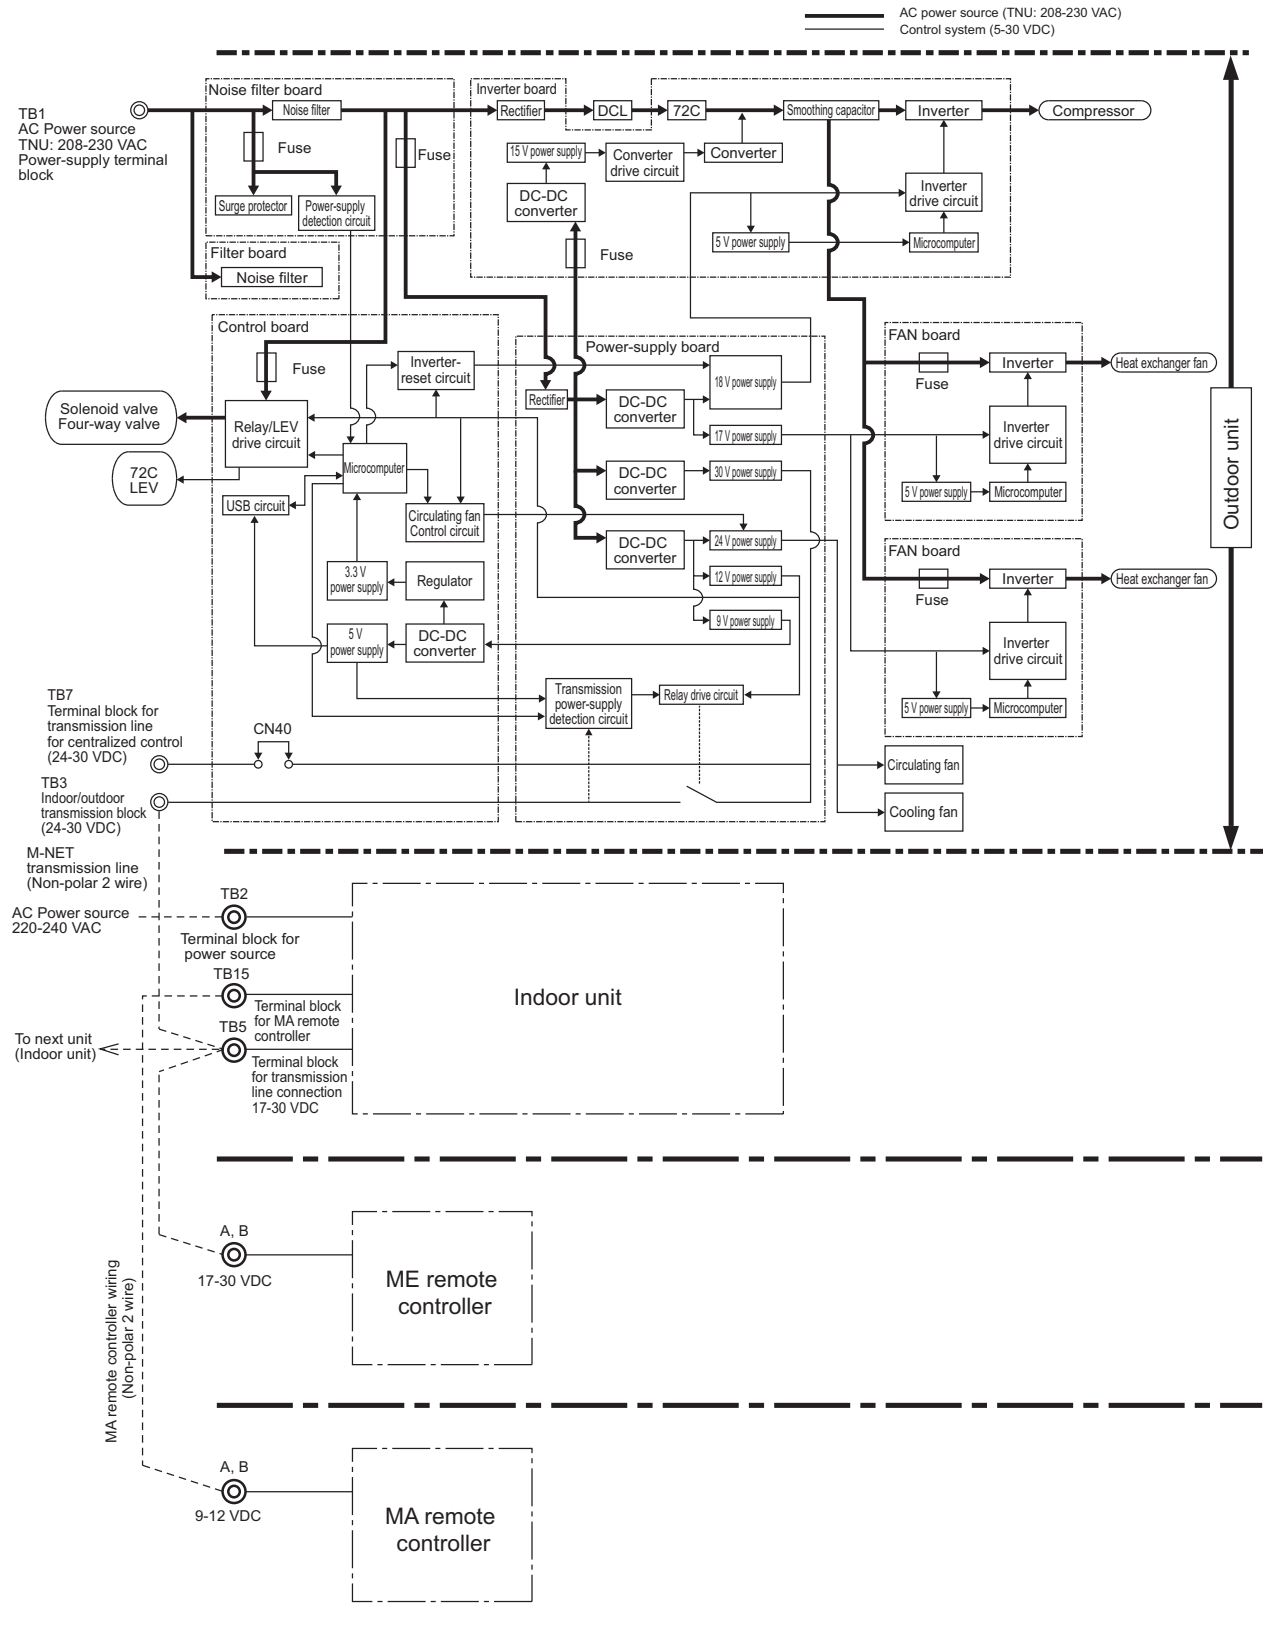 AC power source (TNU: 208-230 VAC)
Control system (5-30 VDC)
TB1
AC Power source
TNU: 208-230 VAC
Power-supply terminal
block
Noise filter board
Noise filter
Fuse
Fuse
Surge protector
Power-supply
detection circuit
Filter board
Noise filter
Inverter board
Rectifier
DCL
72C
Smoothing capacitor
Inverter
Compressor
15 V power supply
Converter
drive circuit
Converter
DC-DC
converter
Fuse
Inverter
drive circuit
5 V power supply
Microcomputer
Control board
Fuse
Inverter-
reset circuit
Solenoid valve
Four-way valve
Relay/LEV
drive circuit
72C
LEV
Microcomputer
USB circuit
Circulating fan
Control circuit
3.3 V
power supply
Regulator
5 V
power supply
DC-DC
converter
Power-supply board
Rectifier
DC-DC
converter
18 V power supply
17 V power supply
DC-DC
converter
30 V power supply
DC-DC
converter
24 V power supply
12 V power supply
9 V power supply
Transmission
power-supply
detection circuit
Relay drive circuit
FAN board
Fuse
Inverter
Heat exchanger fan
Inverter
drive circuit
5 V power supply
Microcomputer
FAN board
Fuse
Inverter
Heat exchanger fan
Inverter
drive circuit
5 V power supply
Microcomputer
Circulating fan
Cooling fan
Outdoor unit
TB7
Terminal block for
transmission line
for centralized control
(24-30 VDC)
CN40
TB3
Indoor/outdoor
transmission block
(24-30 VDC)
M-NET
transmission line
(Non-polar 2 wire)
AC Power source
220-240 VAC
TB2
Terminal block for
power source
TB15
Terminal block
for MA remote
controller
To next unit
(Indoor unit)
TB5
Terminal block
for transmission
line connection
17-30 VDC
Indoor unit
A, B
17-30 VDC
ME remote
controller
MA remote controller wiring
(Non-polar 2 wire)
A, B
9-12 VDC
MA remote
controller